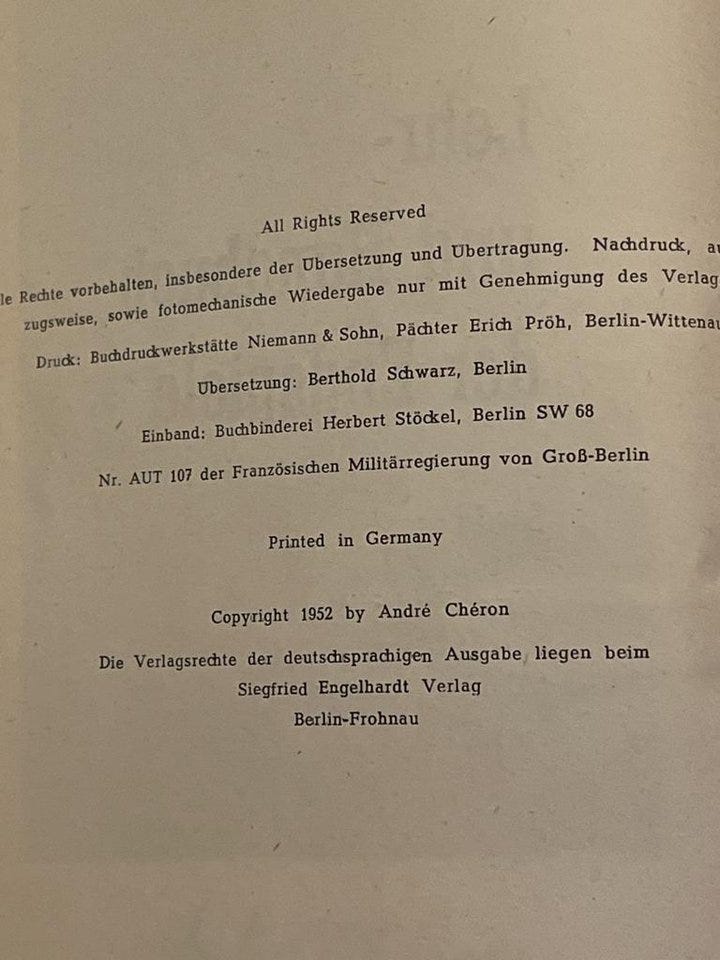 All Rights Reserved
le Rechte vorbehalten, insbesondere der Übersetzung und Übertragung. Nachdruck, au
zugsweise, sowie fotomechanische Wiedergabe nur mit Genehmigung des Verlag
Druck: Buchdruckwerkstätte Niemann & Sohn, Pächter Erich Pröh, Berlin-Wittenau
Übersetzung: Berthold Schwarz, Berlin
Einband: Buchbinderei Herbert Stöckel, Berlin SW 68
Nr. AUT 107 der Französischen Militärregierung von Groß-Berlin
Printed in Germany
Copyright 1952 by André Chéron
Die Verlagsrechte der deutschsprachigen Ausgabe liegen beim
Siegfried Engelhardt Verlag
Berlin-Frohnau